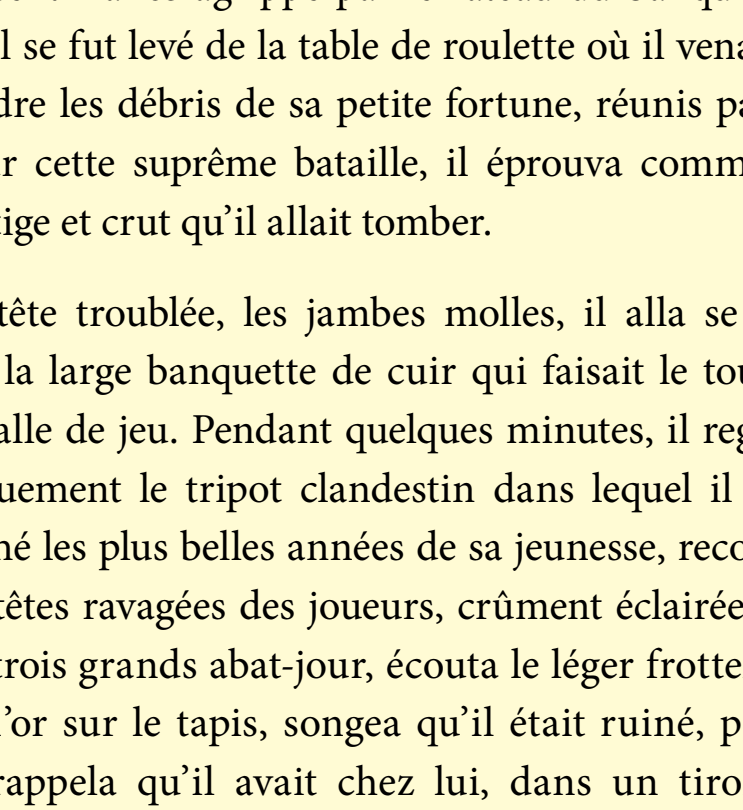 l se fut levé de la table de roulette où il vena
dre les débris de sa petite fortune, réunis pa
r cette suprême bataille, il éprouva comm
tige et crut qu’il allait tomber.
tête troublée, les jambes molles, il alla se
la large banquette de cuir qui faisait le tou
alle de jeu. Pendant quelques minutes, il reg
uement le tripot clandestin dans lequel il
né les plus belles années de sa jeunesse, reco
têtes ravagées des joueurs, crûment éclairée
trois grands abat-jour, écouta le léger frotte
l’or sur le tapis, songea qu’il était ruiné, p
rappela qu’il avait chez lui, dans un tiro